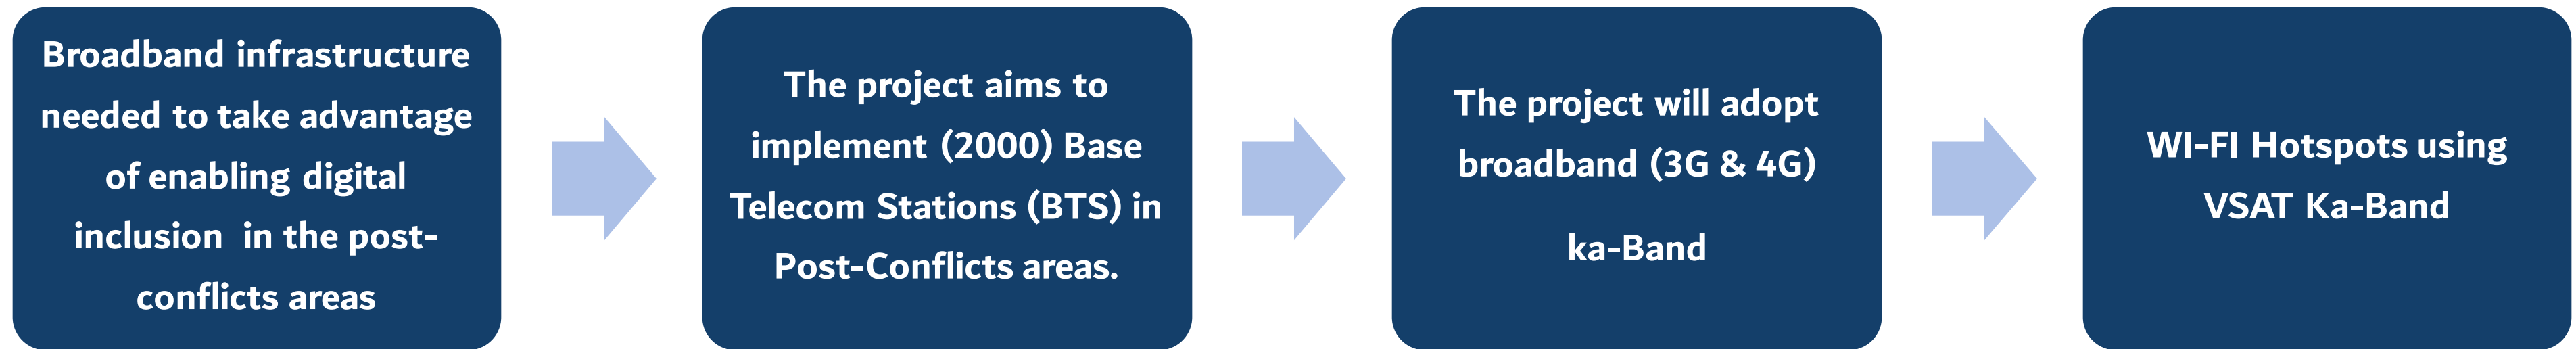 Broadband infrastructure
needed to take advantage
of enabling digital
inclusion  in the post-
conflicts areas
The project aims to
implement (2000) Base
Telecom Stations (BTS) in
Post-Conflicts areas.
The project will adopt
broadband (3G & 4G)
ka-Band
WI-FI Hotspots using
VSAT Ka-Band